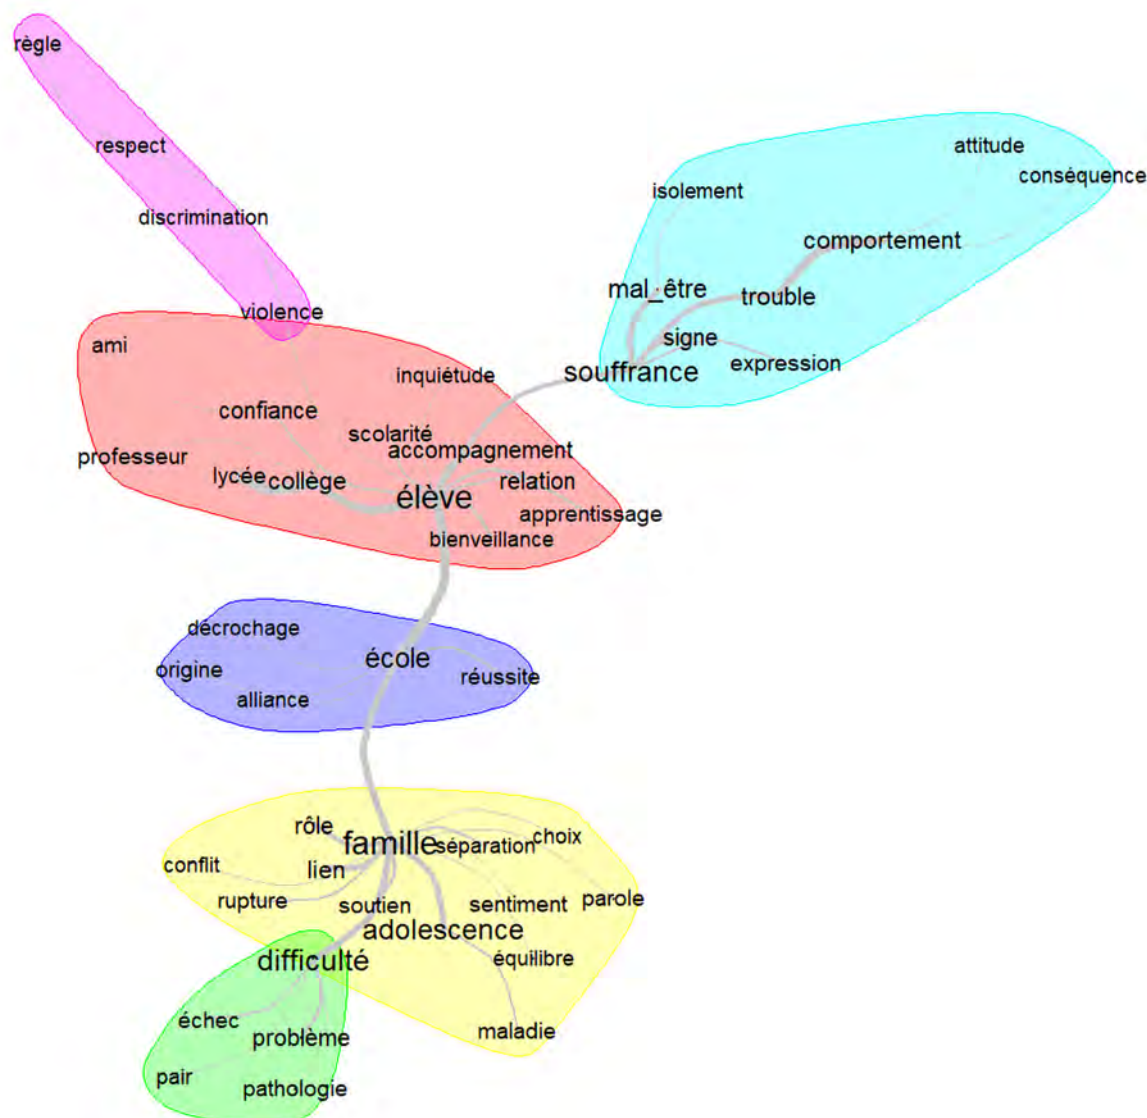 règle
respect
discrimination
violence
attitude
conséquence
isolement
comportement
mal_être
trouble
signe
expression
souffrance
ami
inquiétude
confiance
scolarité
accompagnement
professeur
lycée
collège
relation
élève
apprentissage
bienveillance
décrochage
école
origine
réussite
alliance
rôle
famille
séparation
choix
conflit
lien
rupture
soutien
sentiment
parole
adolescence
difficulté
équilibre
échec
problème
maladie
pair
pathologie